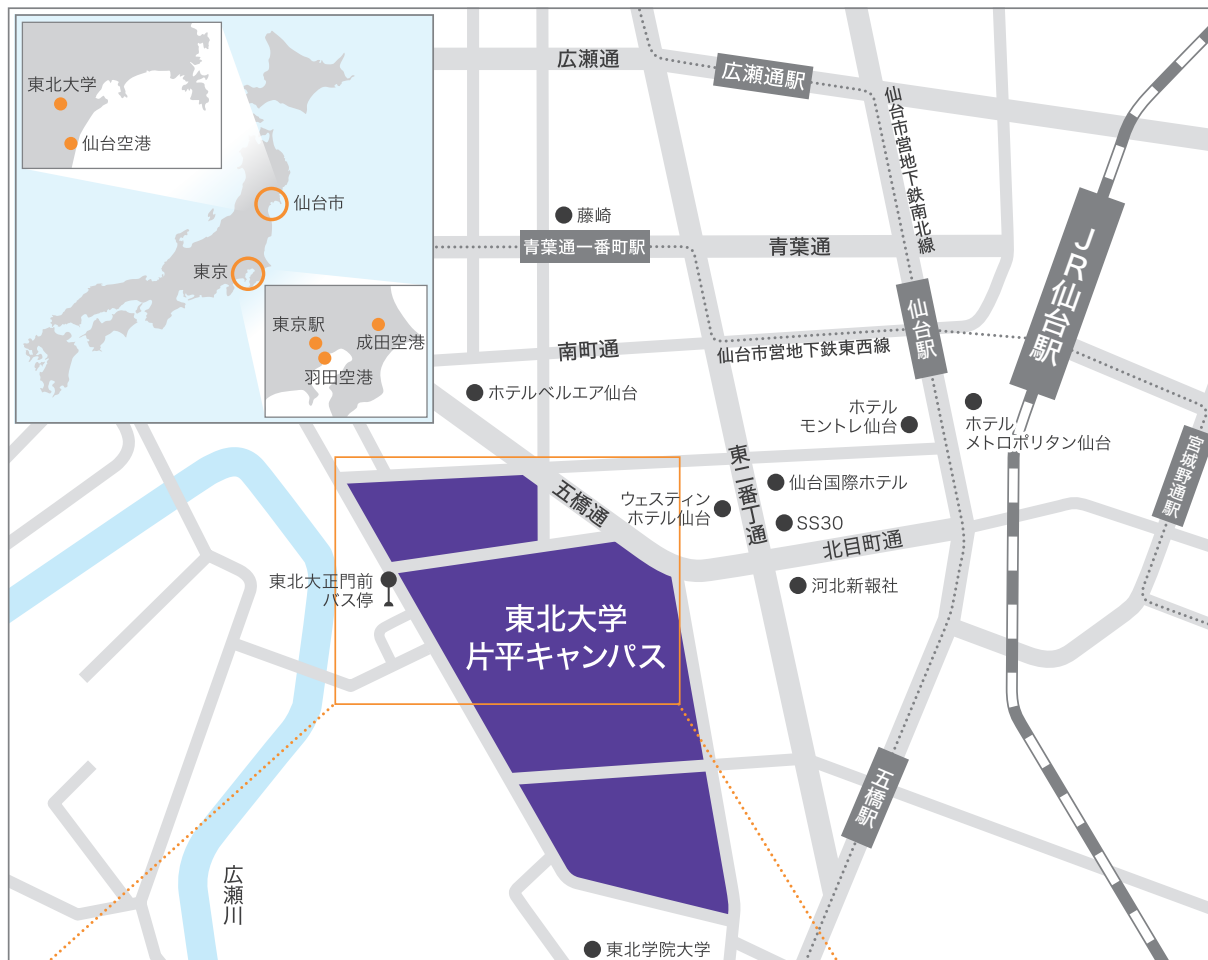 東北大学
仙台空港
仙台市
東京
東京駅
成田空港
羽田空港
広瀬通
広瀬通駅
仙台市営地下鉄南北線
藤崎
青葉通一番町駅
青葉通
JR仙台駅
仙台駅
南町通
仙台市営地下鉄東西線
ホテルベルエア仙台
ホテル
モントレ仙台
ホテル
メトロポリタン仙台
宮城野通駅
東二番丁通
仙台国際ホテル
五橋通
ウェスティン
ホテル仙台
SS30
北目町通
東北大正門前
バス停
河北新報社
東北大学
片平キャンパス
五橋駅
広瀬川
東北学院大学